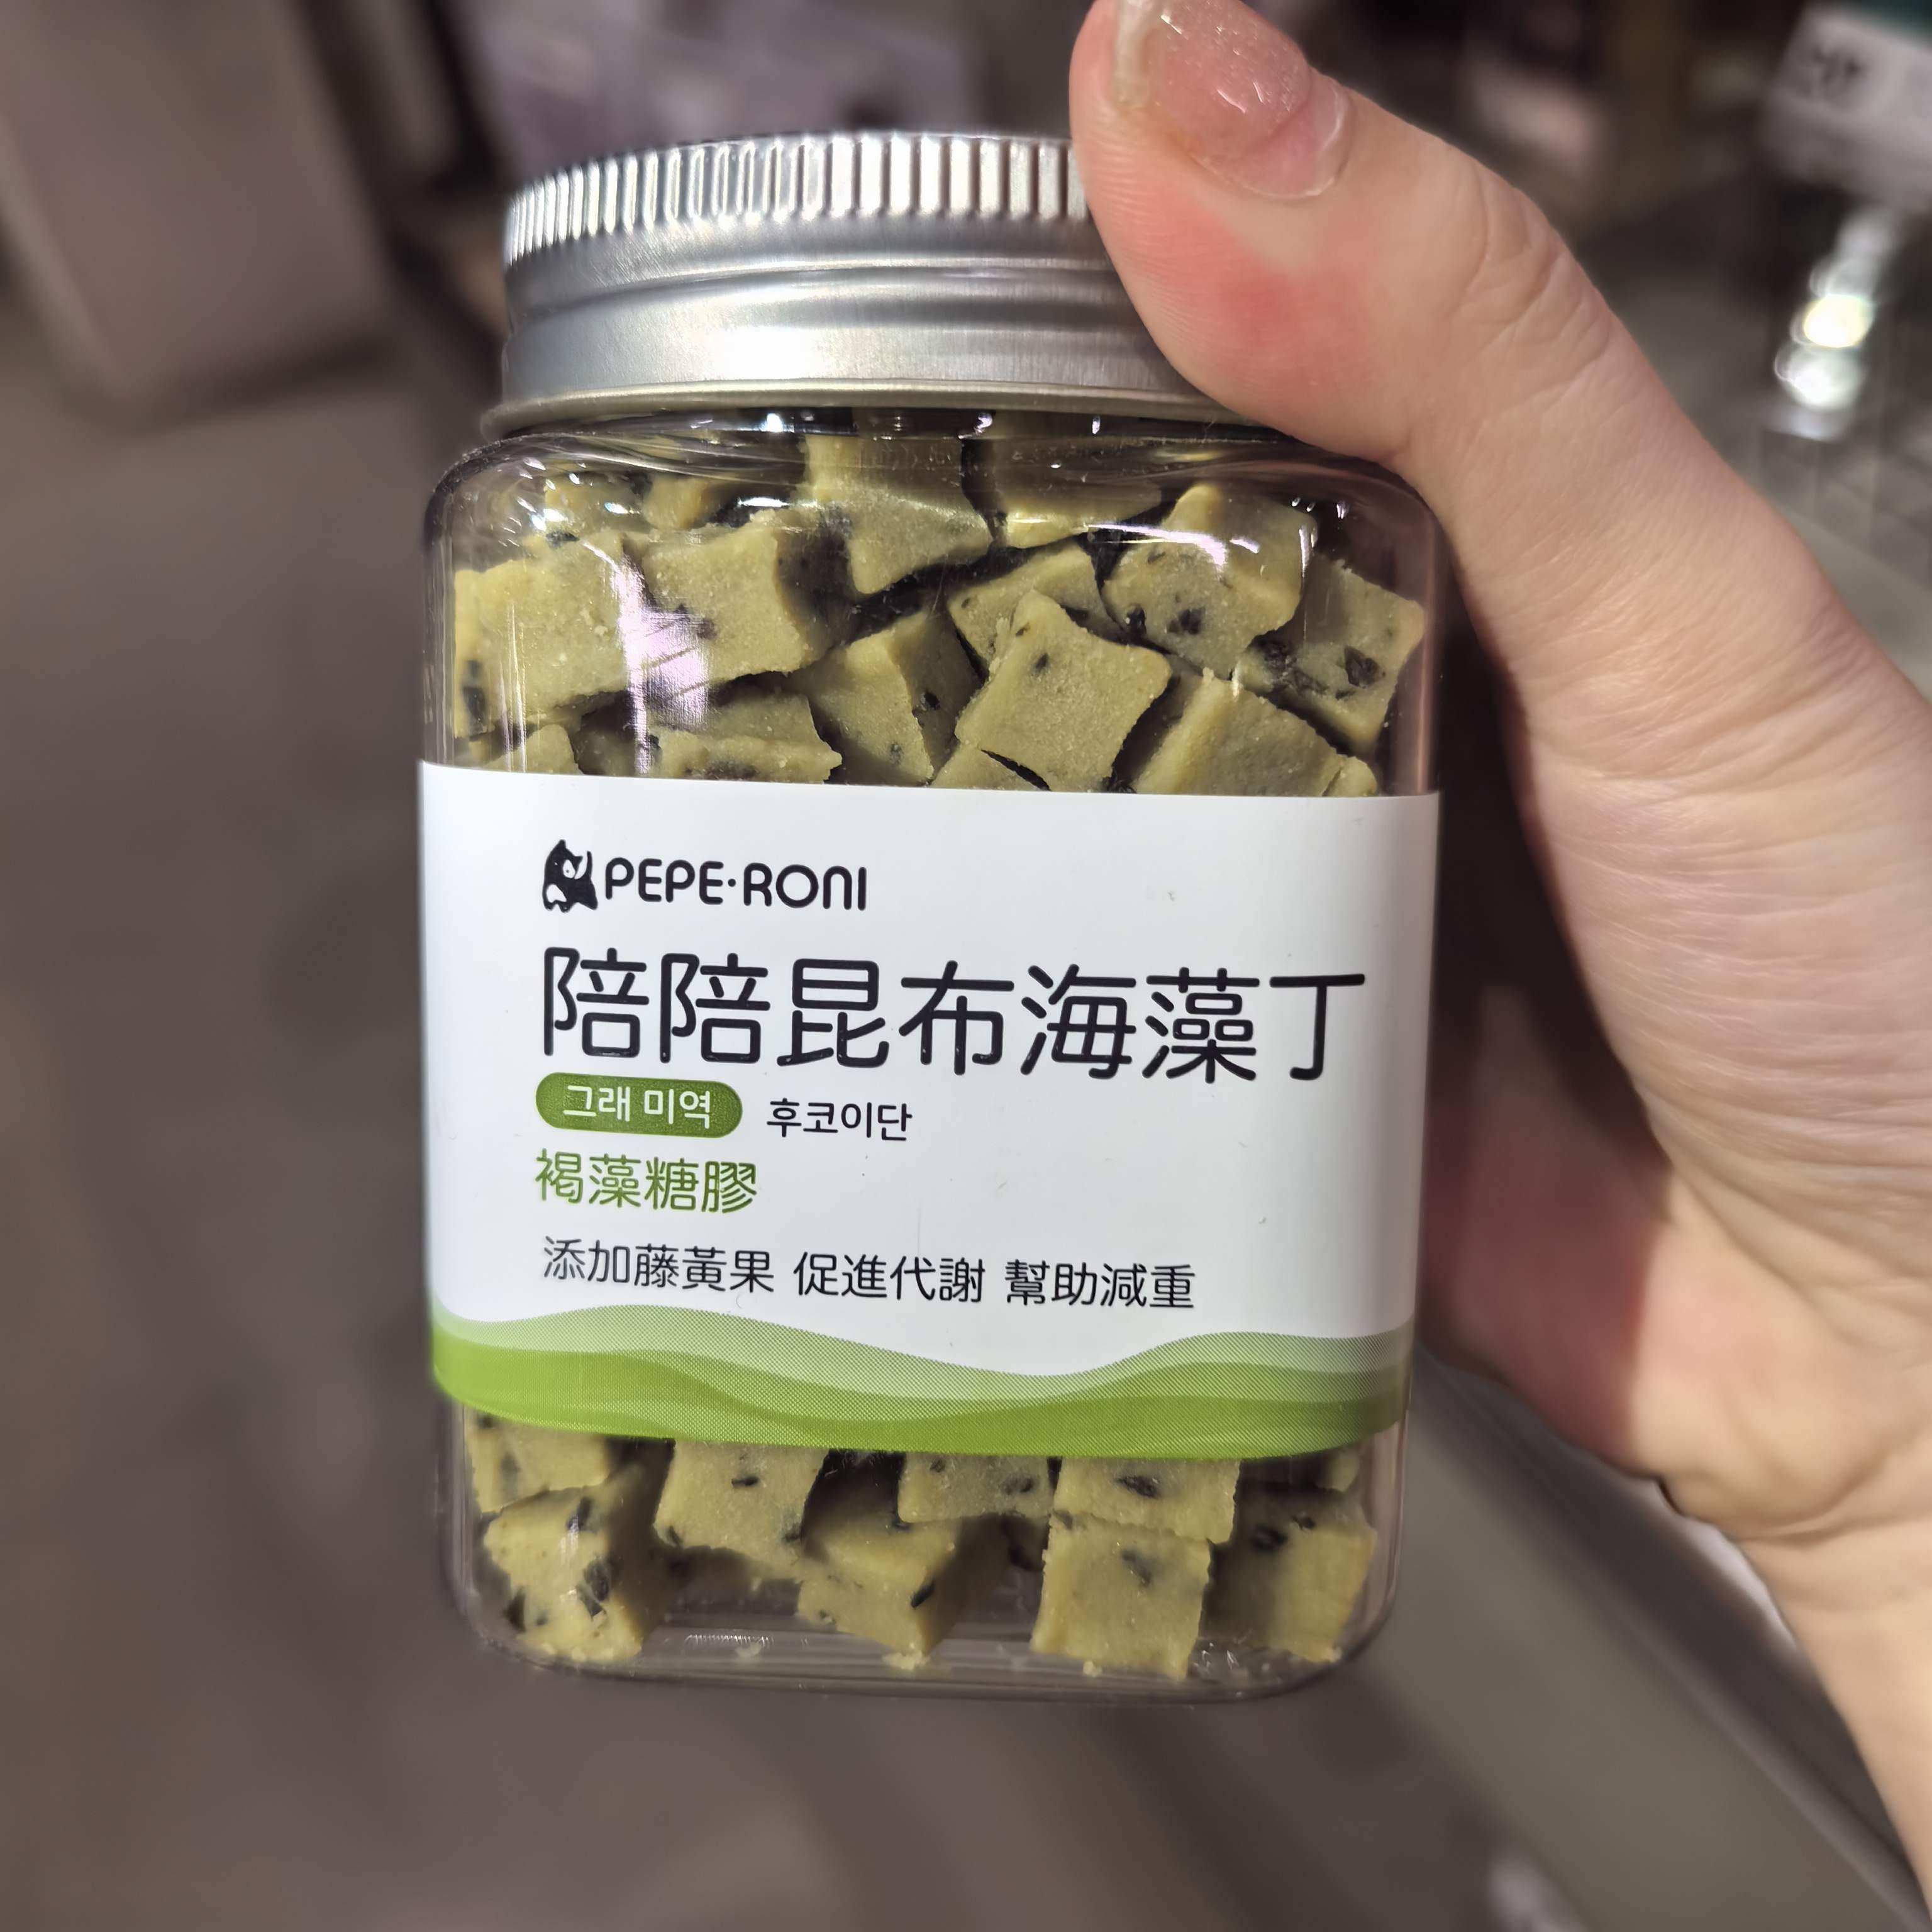 PEPE·RONI
陪陪昆布海藻丁
그래 미역 후코이단
褐藻糖膠
添加藤黃果 促進代謝 幫助減重